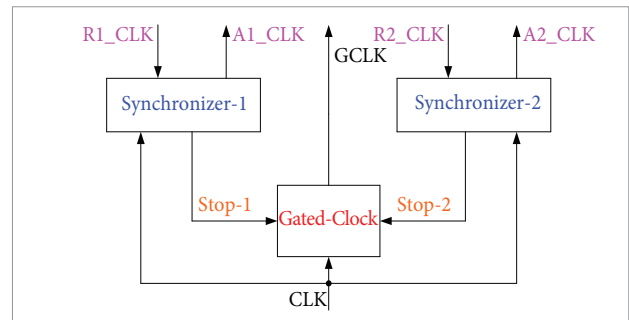 R1_CLK
A1_CLK
GCLK
R2_CLK
A2_CLK
Synchronizer-1
Synchronizer-2
Stop-1
Gated-Clock
Stop-2
CLK